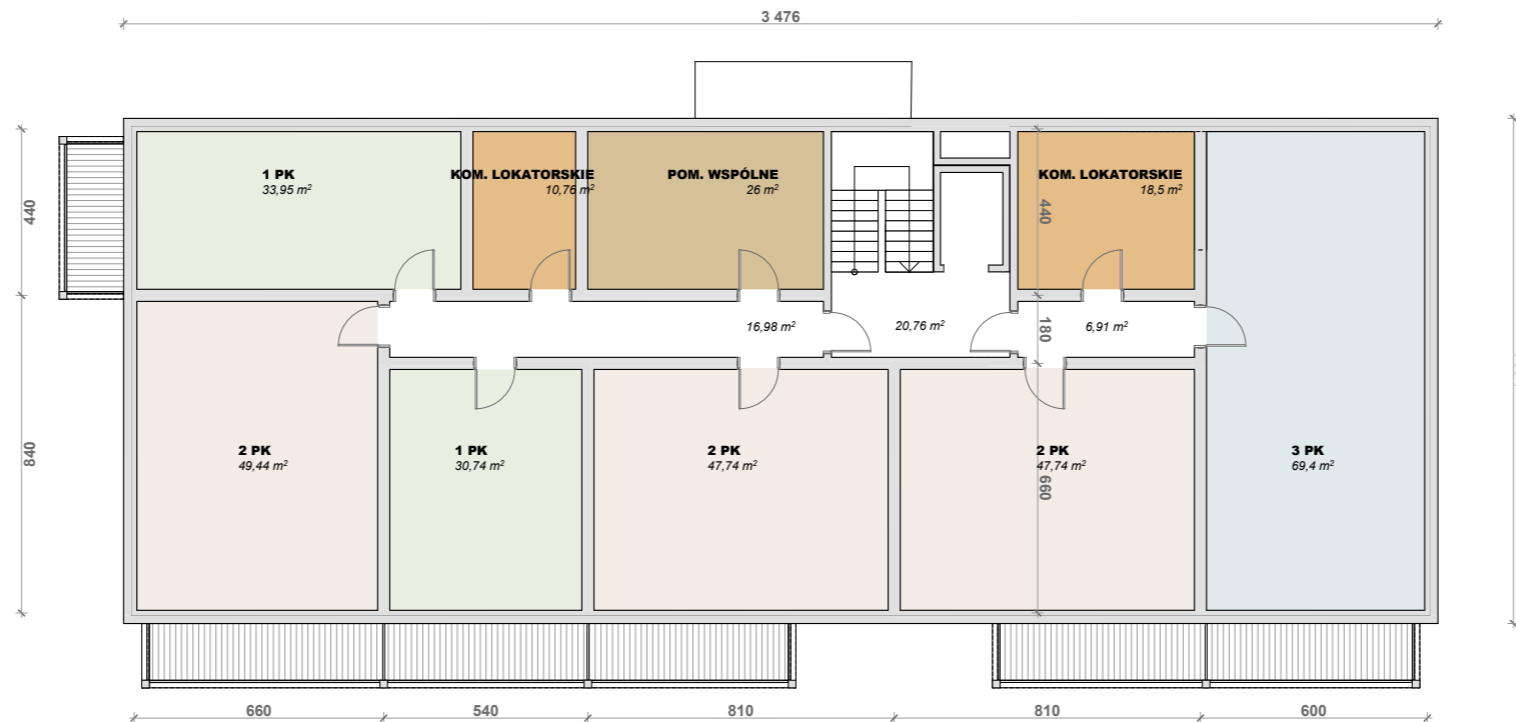 3 476
1 PK
33,95 m²
KOM. LOKATORSKIE
10,76 m²
POM. WSPÓLNE
26 m²
KOM. LOKATORSKIE
18,5 m²
440
440
16,98 m²
20,76 m²
6,91 m²
180
840
2 PK
49,44 m²
1 PK
30,74 m²
2 PK
47,74 m²
2 PK
47,74 m²
3 PK
69,4 m²
660
660
540
810
810
600